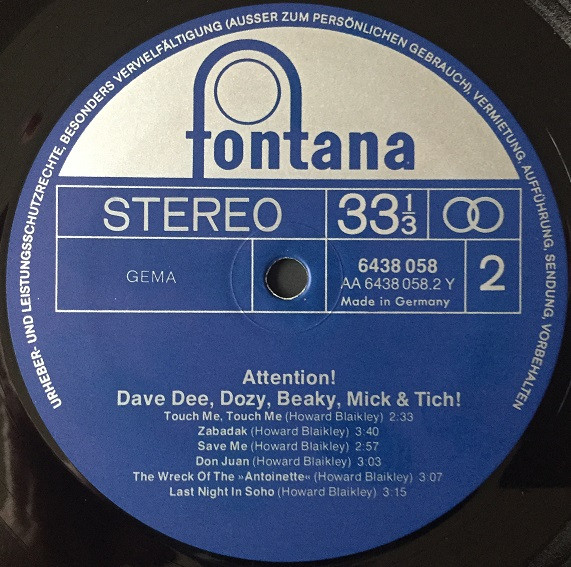 URHEBER- UND LEISTUNGSSCHUTZRECHTE, BESONDERS VERVIELFÄLTIGUNG (AUSSER ZUM PERSÖNLICHEN GEBRAUCH), VERMIETUNG, AUFFÜHRUNG, SENDUNG, VORBEHALTEN
fontana
STEREO 33 1/3
GEMA
6438 058
AA 6438 058.2 Y
Made in Germany
2
Attention!
Dave Dee, Dozy, Beaky, Mick & Tich!
Touch Me, Touch Me (Howard Blaikley) 2:33
Zabadak (Howard Blaikley) 3:40
Save Me (Howard Blaikley) 2:57
Don Juan (Howard Blaikley) 3:03
The Wreck Of The »Antoinette« (Howard Blaikley) 3:07
Last Night In Soho (Howard Blaikley) 3:15